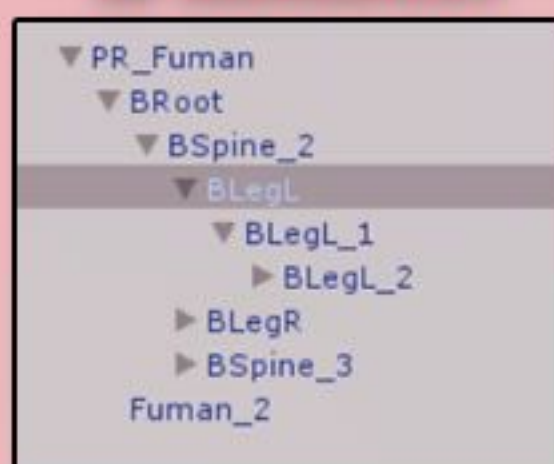 PR_Fuman
BRoot
BSpine_2
BLegL
BLegL_1
BLegL_2
BLegR
BSpine_3
Fuman_2